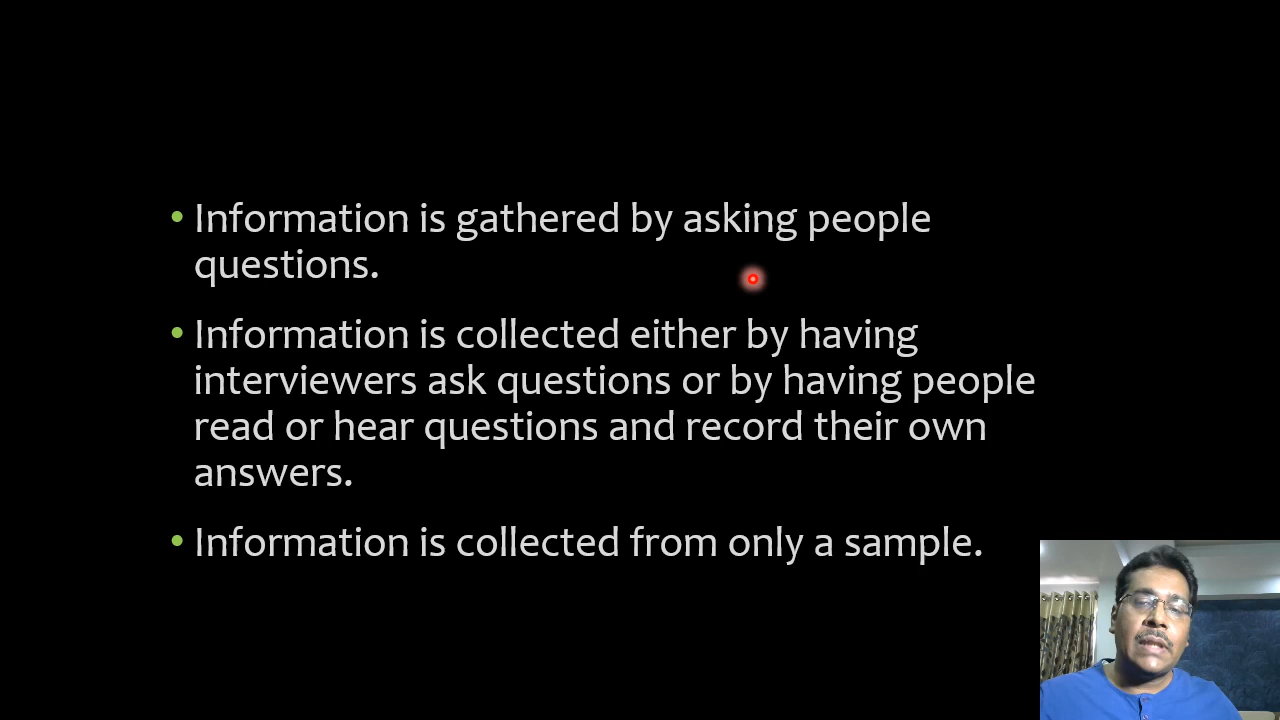 • Information is gathered by asking people
questions.
• Information is collected either by having
interviewers ask questions or by having people
read or hear questions and record their own
answers.
• Information is collected from only a sample.